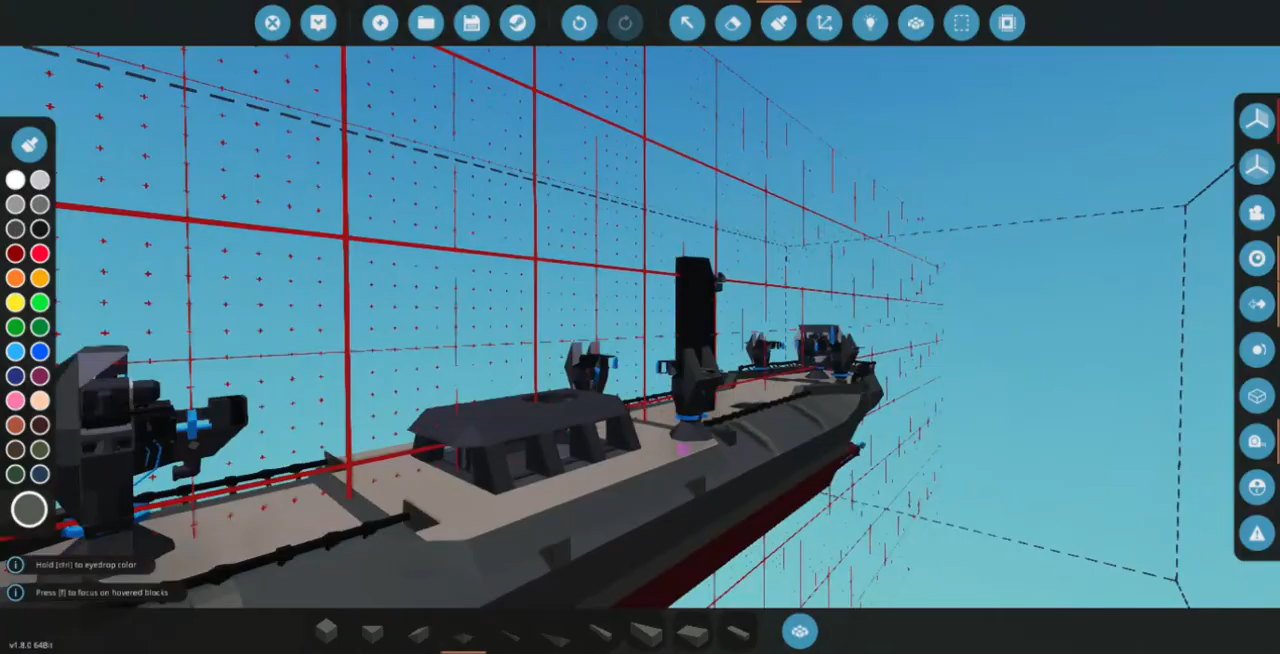 Hold [ctrl] to eyedrop color
Press [f] to focus on hovered blocks
v1.8.0 64Bit